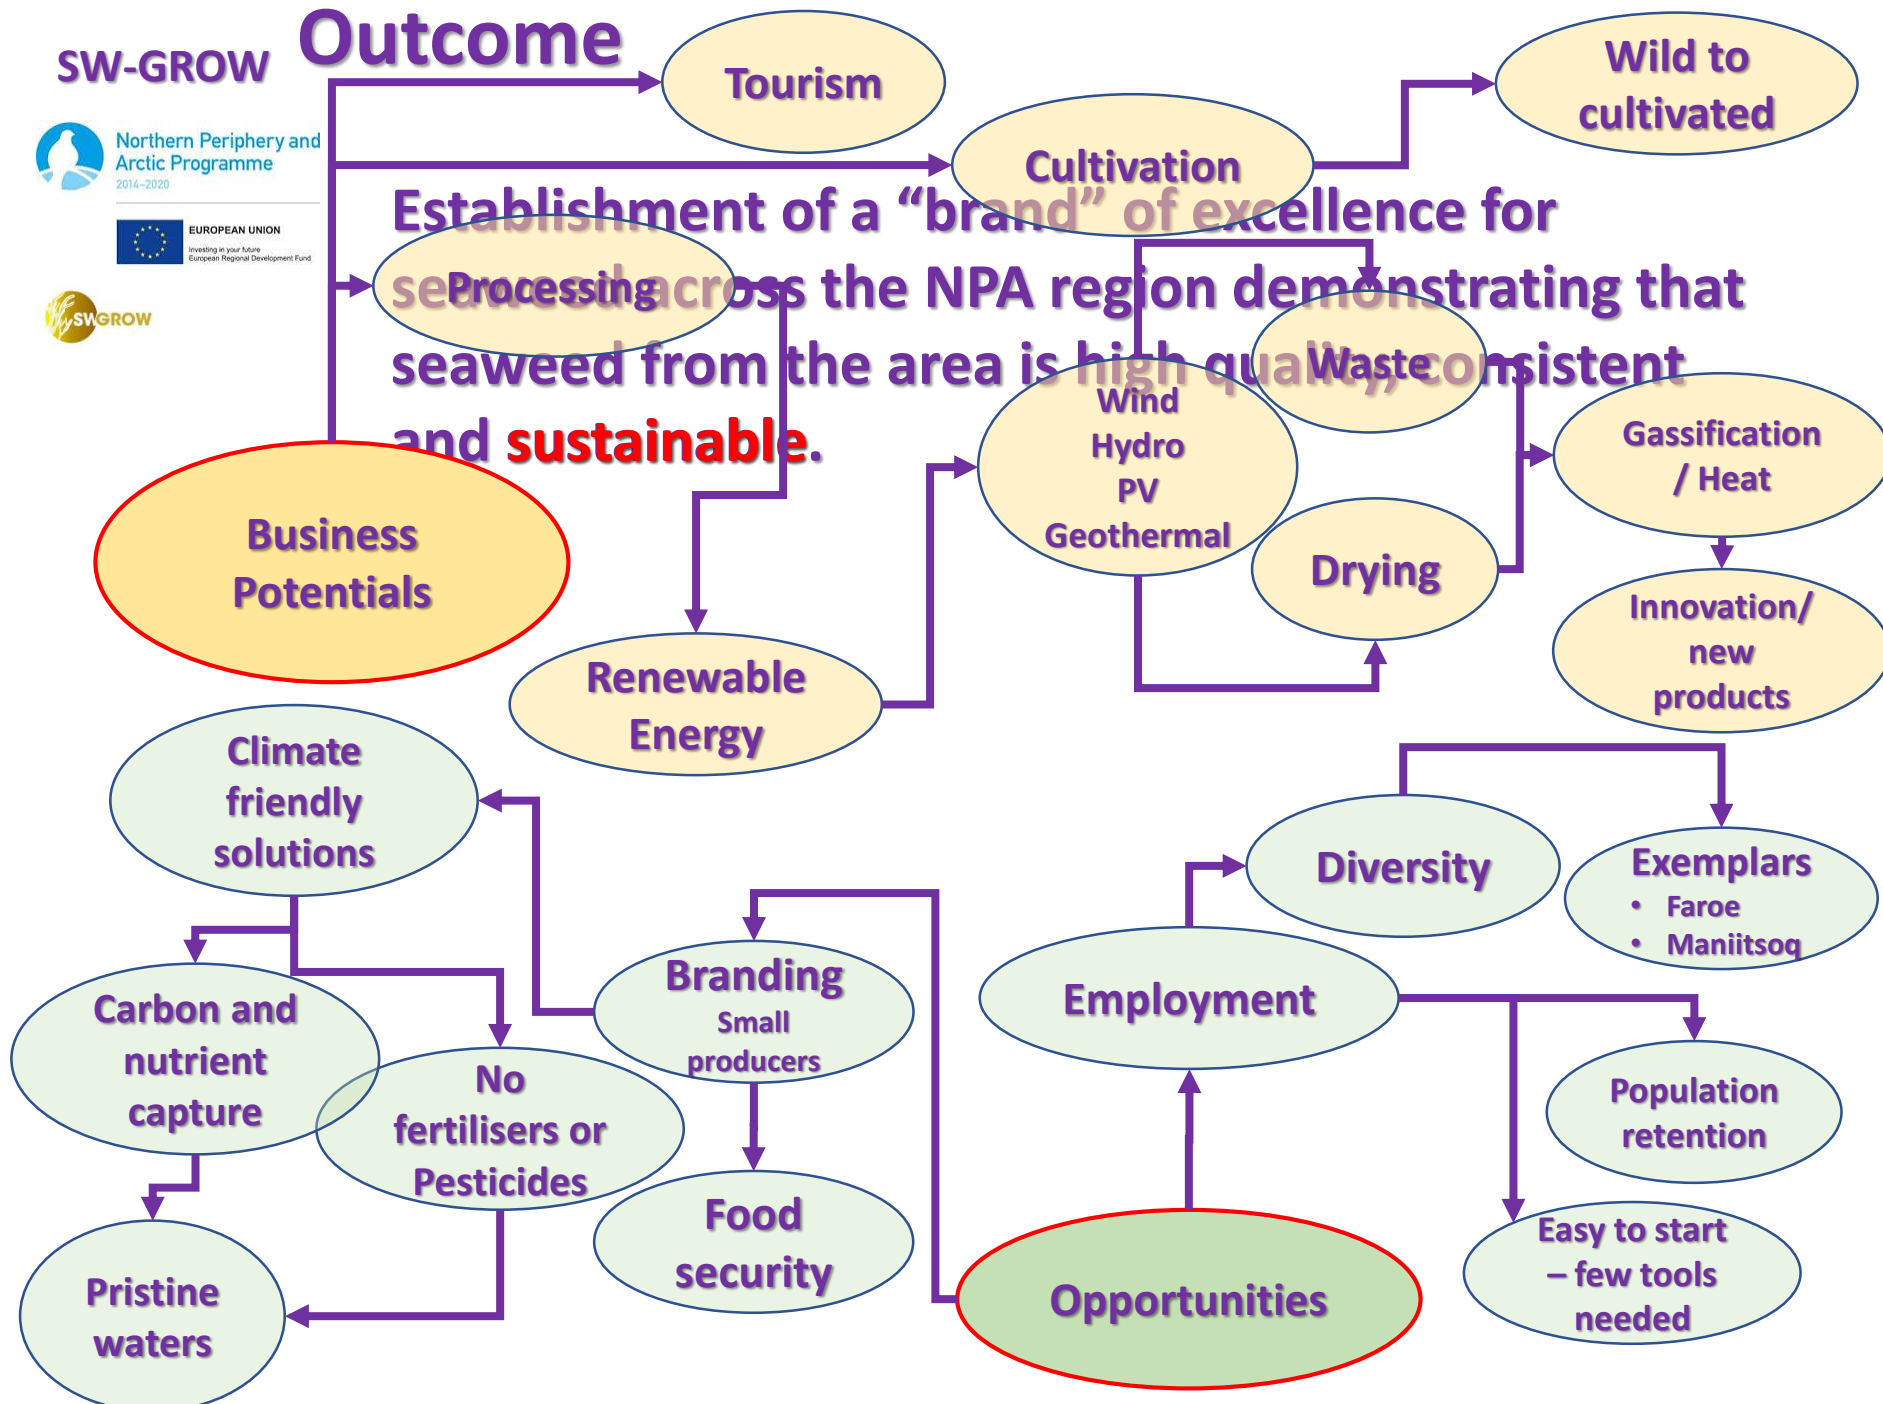 SW-GROW
Outcome
Northern Periphery and
Arctic Programme
2014–2020
EUROPEAN UNION
Investing in your future
European Regional Development Fund
SWGROW
Establishment of a “brand” of excellence for
seaweed across the NPA region demonstrating that
seaweed from the area is high quality, consistent
and sustainable.
Tourism
Cultivation
Wild to
cultivated
Processing
Waste
Wind
Hydro
PV
Geothermal
Gassification
/ Heat
Drying
Innovation/
new
products
Business
Potentials
Renewable
Energy
Climate
friendly
solutions
Diversity
Exemplars
• Faroe
• Maniitsoq
Branding
Small
producers
Employment
Carbon and
nutrient
capture
No
fertilisers or
Pesticides
Population
retention
Food
security
Easy to start
– few tools
needed
Pristine
waters
Opportunities